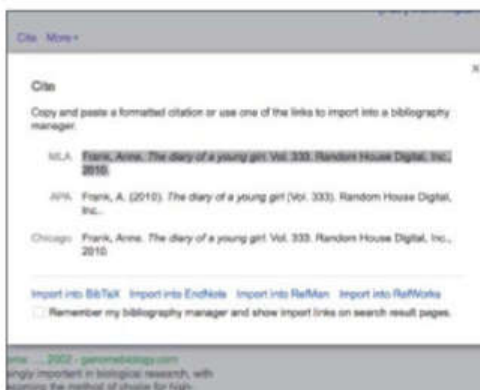 Cite More
Cite
Copy and paste a formatted citation or use one of the links to import into a bibliography
manager.
MLA Frank, Anne. The diary of a young girl. Vol. 333. Random House Digital, Inc.,
2010.
APA Frank, A. (2010). The diary of a young girl (Vol. 333). Random House Digital,
Inc..
Chicago Frank, Anne. The diary of a young girl. Vol. 333. Random House Digital, Inc.,
2010.
Import into BibTeX Import into EndNote Import into RefMan Import into RefWorks
Remember my bibliography manager and show import links on search result pages.
2002 - genomebiology.com
important in biological research, with
the method of choice for high-